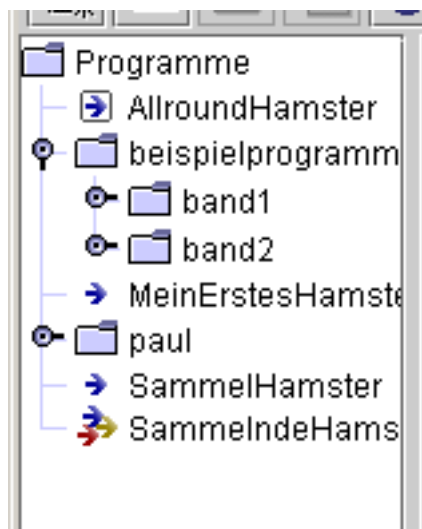 Programme
AllroundHamster
beispielprogramm
band1
band2
MeinErstesHamste
paul
SammelHamster
SammelndeHams